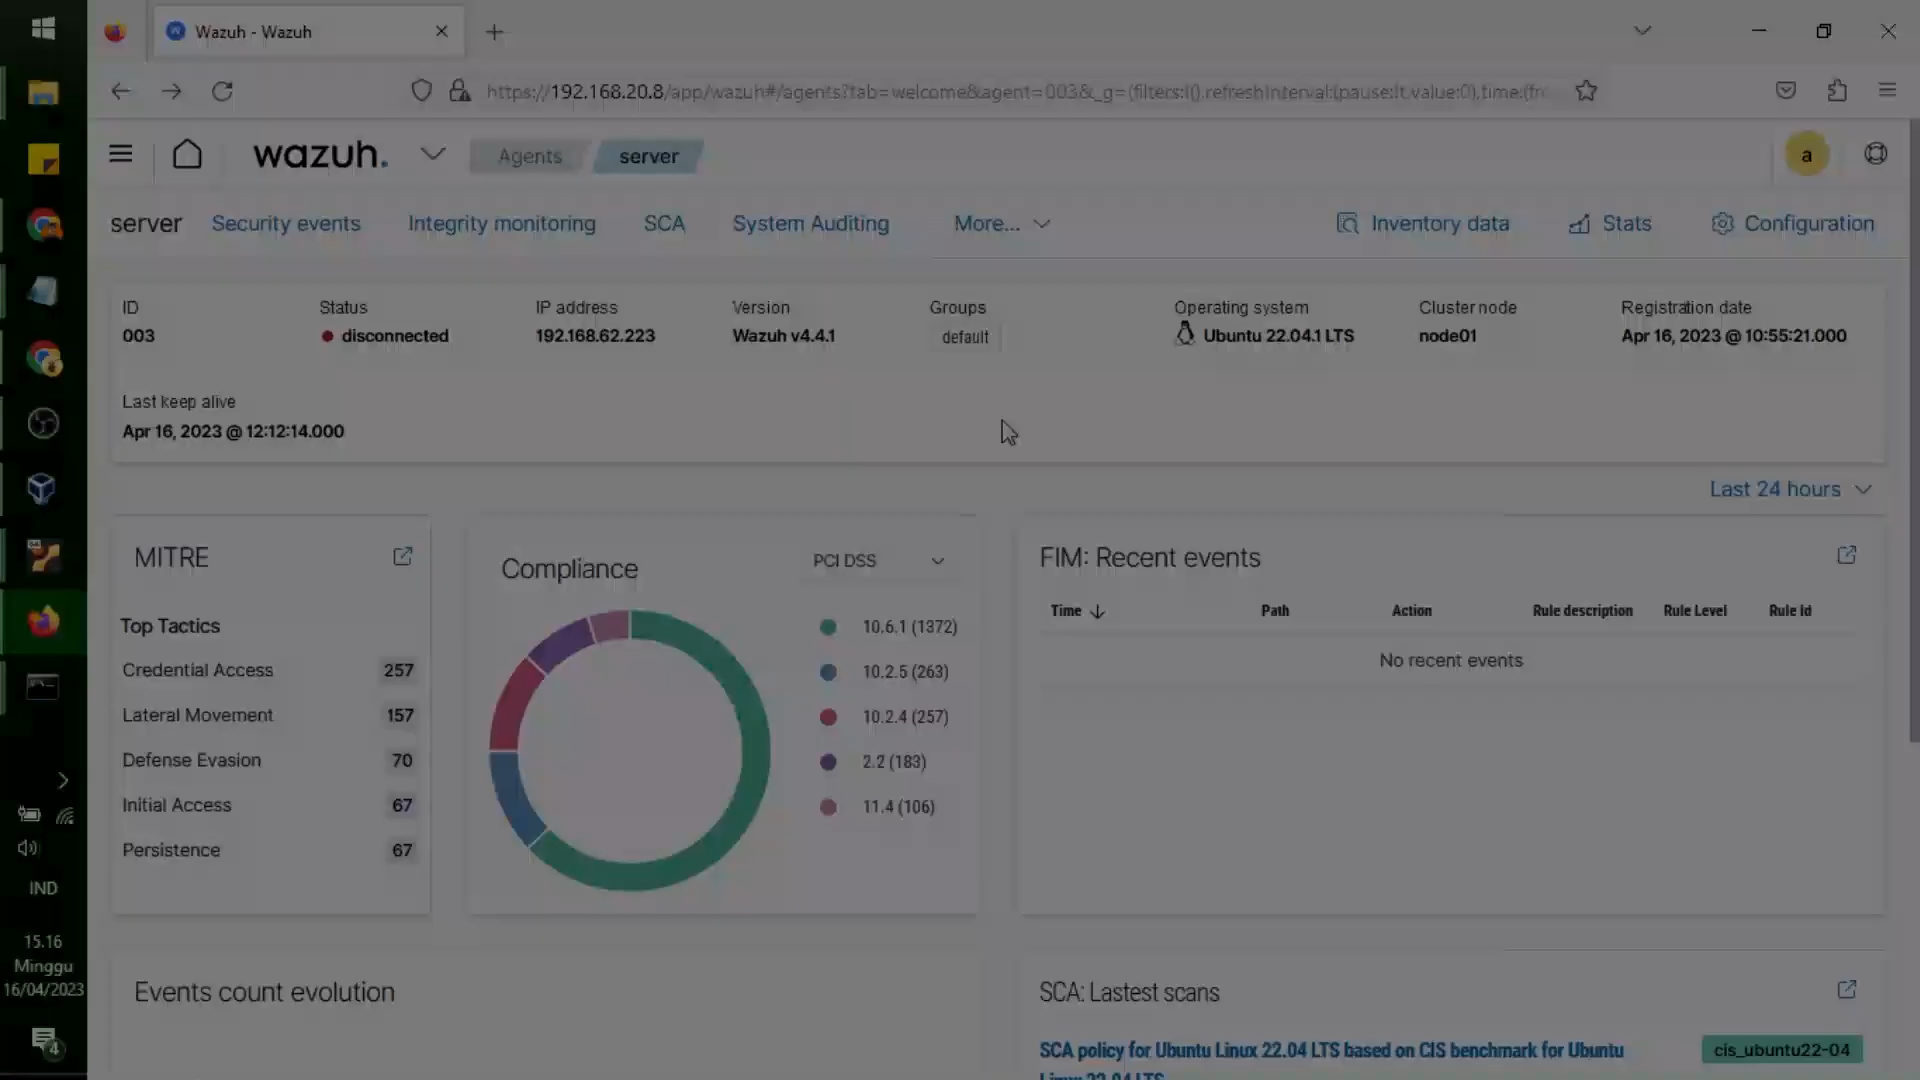 Wazuh - Wazuh
https://192.168.20.8/app/wazuh#/agents?tab=welcome&agent=003&_g=(filters:!(),refreshInterval:(pause:!t,value:0),time:(fr
wazuh.
Agents
server
a
server
Security events
Integrity monitoring
SCA
System Auditing
More...
Inventory data
Stats
Configuration
ID
Status
IP address
Version
Groups
Operating system
Cluster node
Registration date
003
disconnected
192.168.62.223
Wazuh v4.4.1
default
Ubuntu 22.04.1 LTS
node01
Apr 16, 2023 @ 10:55:21.000
Last keep alive
Apr 16, 2023 @ 12:12:14.000
Last 24 hours
MITRE
Top Tactics
Credential Access 257
Lateral Movement 157
Defense Evasion 70
Initial Access 67
Persistence 67
Compliance
PCI DSS
10.6.1 (1372)
10.2.5 (263)
10.2.4 (257)
2.2 (183)
11.4 (106)
FIM: Recent events
Time
Path
Action
Rule description
Rule Level
Rule Id
No recent events
Events count evolution
SCA: Lastest scans
SCA policy for Ubuntu Linux 22.04 LTS based on CIS benchmark for Ubuntu
Linux 22.04 LTS
cis_ubuntu22-04
IND
15.16
Minggu
16/04/2023
4